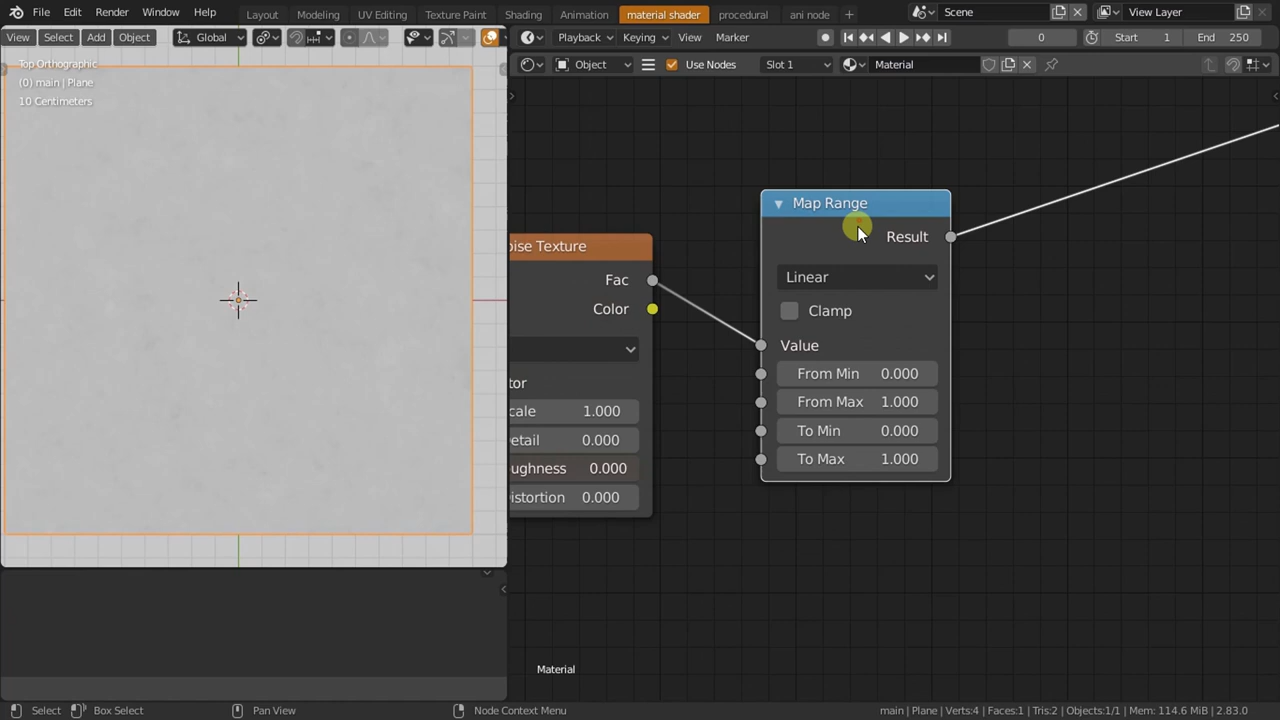 File Edit Render Window Help Layout Modeling UV Editing Texture Paint Shading Animation material shader procedural ani node Scene View Layer
View Select Add Object Global Playback Keying View Marker 0 Start 1 End 250
Object Use Nodes Slot 1 Material
Top Orthographic
(0) main | Plane
10 Centimeters
oise Texture
Fac
Color
tor
cale 1.000
etail 0.000
ughness 0.000
istortion 0.000
Map Range
Result
Linear
Clamp
Value
From Min 0.000
From Max 1.000
To Min 0.000
To Max 1.000
Material
Select Box Select Pan View Node Context Menu main | Plane | Verts:4 | Faces:1 | Tris:2 | Objects:1/1 | Mem: 114.6 MiB | 2.83.0